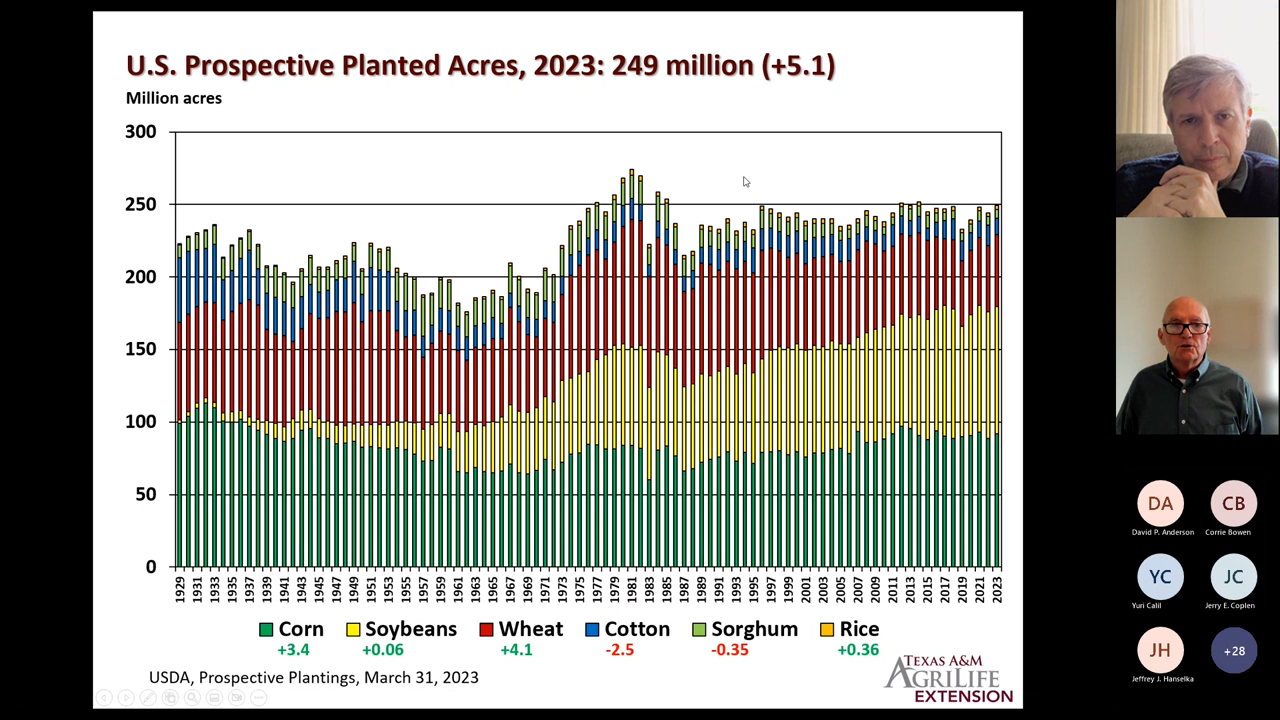 U.S. Prospective Planted Acres, 2023: 249 million (+5.1)
Million acres
300
250
200
150
100
50
0
1929 1931 1933 1935 1937 1939 1941 1943 1945 1947 1949 1951 1953 1955 1957 1959 1961 1963 1965 1967 1969 1971 1973 1975 1977 1979 1981 1983 1985 1987 1989 1991 1993 1995 1997 1999 2001 2003 2005 2007 2009 2011 2013 2015 2017 2019 2021 2023
Corn Soybeans Wheat Cotton Sorghum Rice
+3.4 +0.06 +4.1 -2.5 -0.35 +0.36
USDA, Prospective Plantings, March 31, 2023
TEXAS A&M
AGRILIFE
EXTENSION
DA CB
David P. Anderson Corrie Bowen
YC JC
Yuri Calil Jerry E. Coplen
JH +28
Jeffrey J. Hanselka